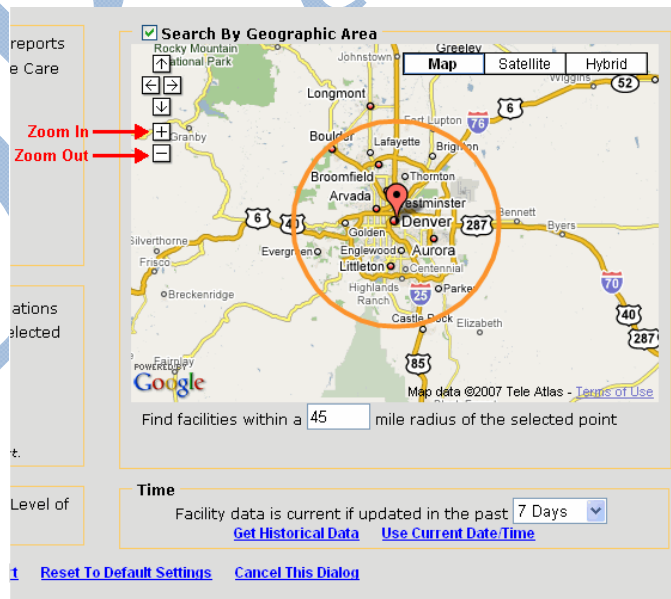 reports
e Care
Search By Geographic Area
Rocky Mountain
National Park
Johnstown
Greeley
Map
Satellite
Hybrid
Wiggins
52
Longmont
6
Fort Lupton
76
Zoom In
Granby
Boulder
Lafayette
Brighton
Zoom Out
Broomfield
Thornton
Arvada
Westminster
6
40
Denver
287
Bennett
Byers
Golden
Silverthorne
Evergreen
Englewood
Aurora
Frisco
Littleton
Centennial
70
Breckenridge
Highlands
Ranch
25
Parker
ations
Castle Rock
Elizabeth
40
elected
287
85
Fairplay
POWERED BY
Google
Map data ©2007 Tele Atlas - Terms of Use
Find facilities within a 45 mile radius of the selected point
t.
Level of
Time
Facility data is current if updated in the past 7 Days
Get Historical Data Use Current Date/Time
t Reset To Default Settings Cancel This Dialog